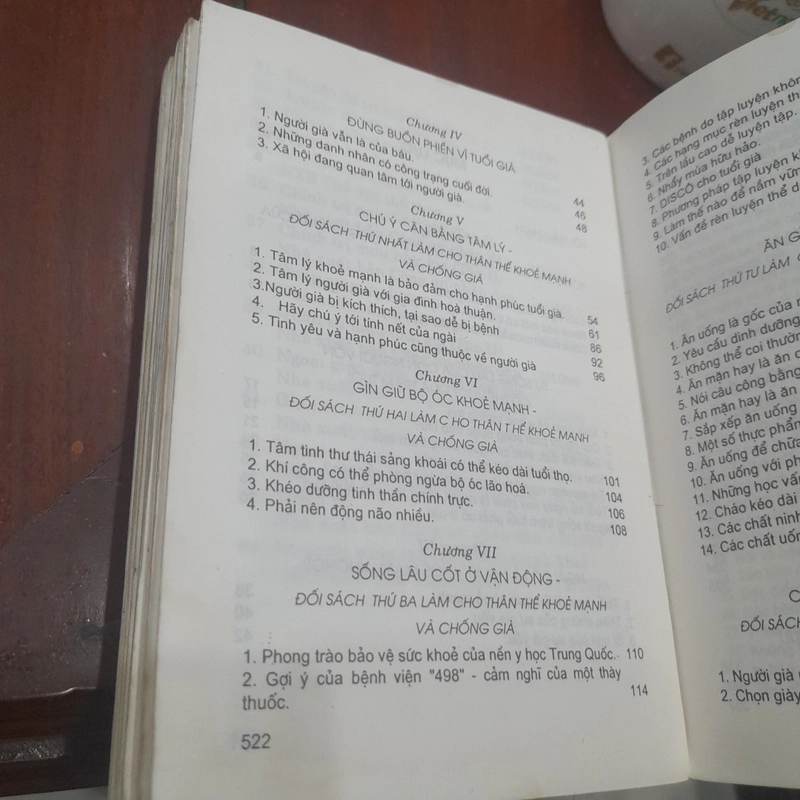 Chương IV
ĐỪNG BUỒN PHIỀN VÌ TUỔI GIÀ
1. Người già vẫn là của báu. 44
2. Những danh nhân có công trạng cuối đời. 46
3. Xã hội đang quan tâm tới người già. 48
Chương V
CHÚ Ý CÂN BẰNG TÂM LÝ -
ĐỐI SÁCH THỨ NHẤT LÀM CHO THÂN THỂ KHOẺ MẠNH
VÀ CHỐNG GIÀ
1. Tâm lý khoẻ mạnh là bảo đảm cho hạnh phúc tuổi già. 54
2. Tâm lý người già với gia đình hoà thuận. 61
3.Người già bị kích thích, tại sao dễ bị bệnh 86
4. Hãy chú ý tới tính nết của ngài 92
5. Tình yêu và hạnh phúc cũng thuộc về người già 96
Chương VI
GÌN GIỮ BỘ ÓC KHOẺ MẠNH -
ĐỐI SÁCH THỨ HAI LÀM C HO THÂN T HỂ KHOẺ MẠNH
VÀ CHỐNG GIÀ
1. Tâm tình thư thái sảng khoái có thể kéo dài tuổi thọ. 101
2. Khí công có thể phòng ngừa bộ óc lão hoá. 104
3. Khéo dưỡng tinh thần chính trực. 106
4. Phải nên động não nhiều. 108
Chương VII
SỐNG LÂU CỐT Ở VẬN ĐỘNG -
ĐỐI SÁCH THỨ BA LÀM CHO THÂN THỂ KHOẺ MẠNH
VÀ CHỐNG GIÀ
1. Phong trào bảo vệ sức khoẻ của nền y học Trung Quốc. 110
2. Gợi ý của bệnh viện "498" - cảm nghĩ của một thày
thuốc. 114
522
3. Các bệnh do tập luyện
4. Các hạng mục rèn luyện
5. Trên lầu cao dễ luyện tập.
6. Nhẩy múa hữu hảo.
7. DISCO cho tuổi già
8. Phương pháp tập luyện
9. Làm thế nào để nắm
10. Vấn đề rèn luyện thể
ĂN
ĐỐI SÁCH THỨ TƯ LÀM
1. Ăn uống là gốc của
2. Yêu cầu dinh dưỡng
3. Không thể coi thường
4. Ăn mặn hay là ăn
5. Nói câu công bằng
6. Ăn mặn hay là ăn
7. Sắp xếp ăn uống
8. Một số thực phẩm
9. Ăn uống để chữa
10. Ăn uống với
11. Những học
12. Cháo kéo dài
13. Các chất
14. Các chất
ĐỐI SÁCH
1. Người già
2. Chọn giày